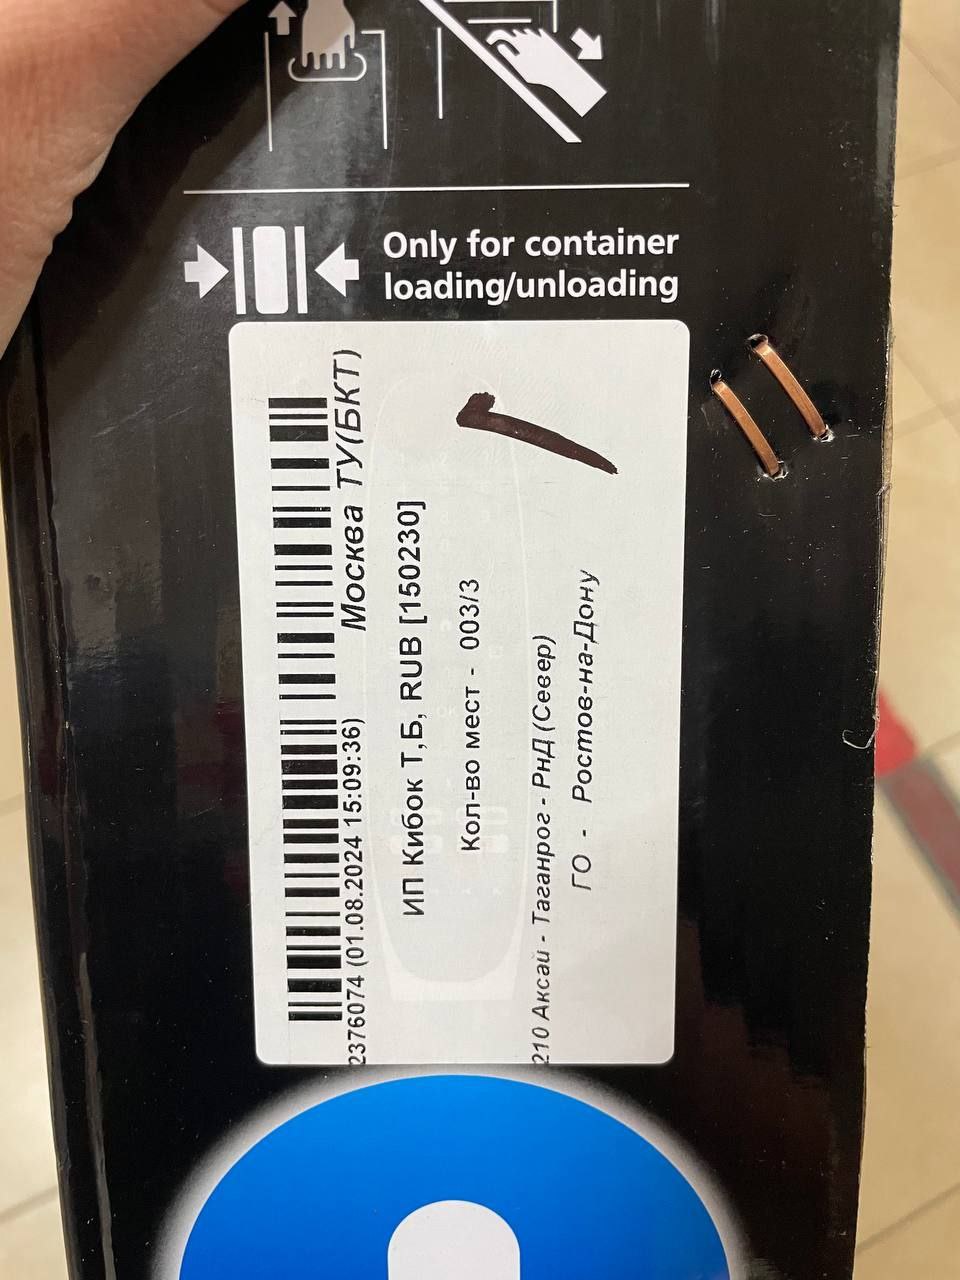 Only for container
loading/unloading
Москва ТУ(БКТ)
2376074 (01.08.2024 15:09:36)
ИП Кибок Т,Б, RUB [150230]
Кол-во мест - 003/3
210 Аксай - Таганрог - РнД (Север)
ГО - Ростов-на-Дону